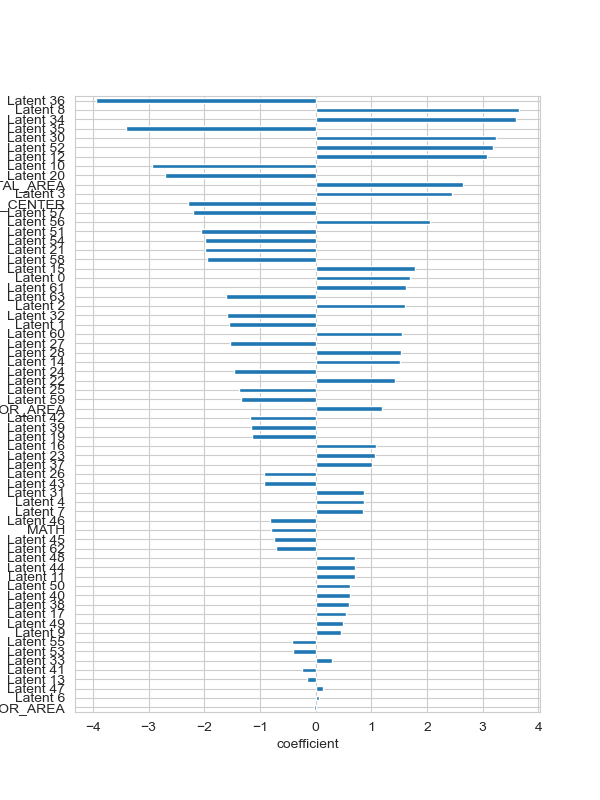 Latent 36
Latent 8
Latent 34
Latent 35
Latent 30
Latent 52
Latent 12
Latent 10
Latent 20
TAL_AREA
Latent 3
_CENTER
Latent 57
Latent 56
Latent 51
Latent 54
Latent 21
Latent 58
Latent 15
Latent 0
Latent 61
Latent 63
Latent 2
Latent 32
Latent 1
Latent 60
Latent 27
Latent 28
Latent 14
Latent 24
Latent 22
Latent 25
Latent 59
OR_AREA
Latent 42
Latent 39
Latent 19
Latent 16
Latent 23
Latent 37
Latent 26
Latent 43
Latent 31
Latent 4
Latent 7
Latent 46
MATH
Latent 45
Latent 62
Latent 48
Latent 44
Latent 11
Latent 50
Latent 40
Latent 38
Latent 17
Latent 49
Latent 9
Latent 55
Latent 53
Latent 33
Latent 41
Latent 13
Latent 47
Latent 6
OR_AREA
−4 −3 −2 −1 0 1 2 3 4
coefficient